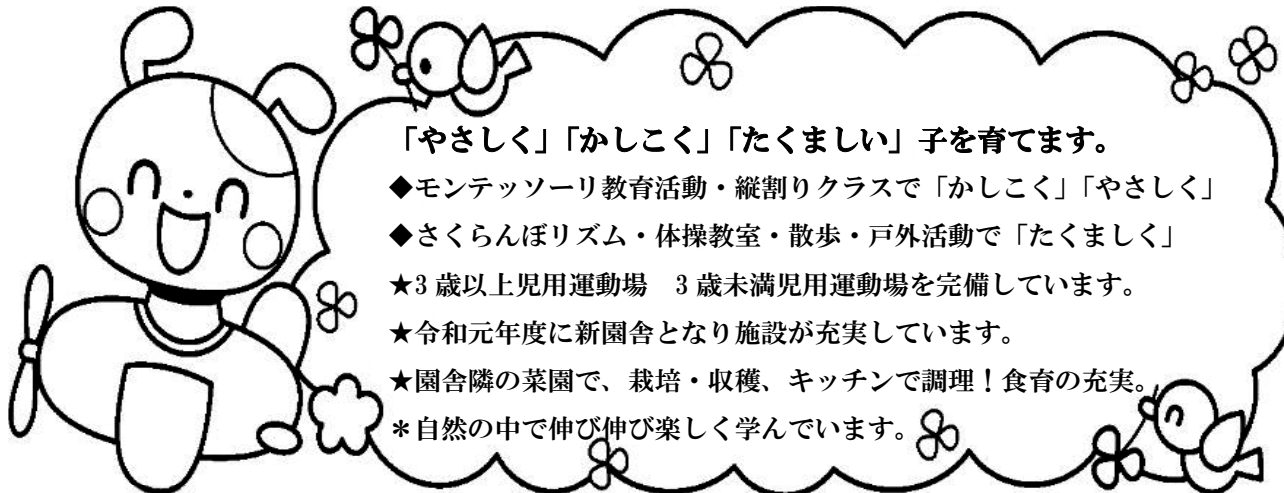 「やさしく」「かしこく」「たくましい」子を育てます。
◆モンテッソーリ教育活動・縦割りクラスで「かしこく」「やさしく」
◆さくらんぼリズム・体操教室・散歩・戸外活動で「たくましく」
★3 歳以上児用運動場　3 歳未満児用運動場を完備しています。
★令和元年度に新園舎となり施設が充実しています。
★園舎隣の菜園で、栽培・収穫、キッチンで調理！食育の充実。
＊自然の中で伸び伸び楽しく学んでいます。